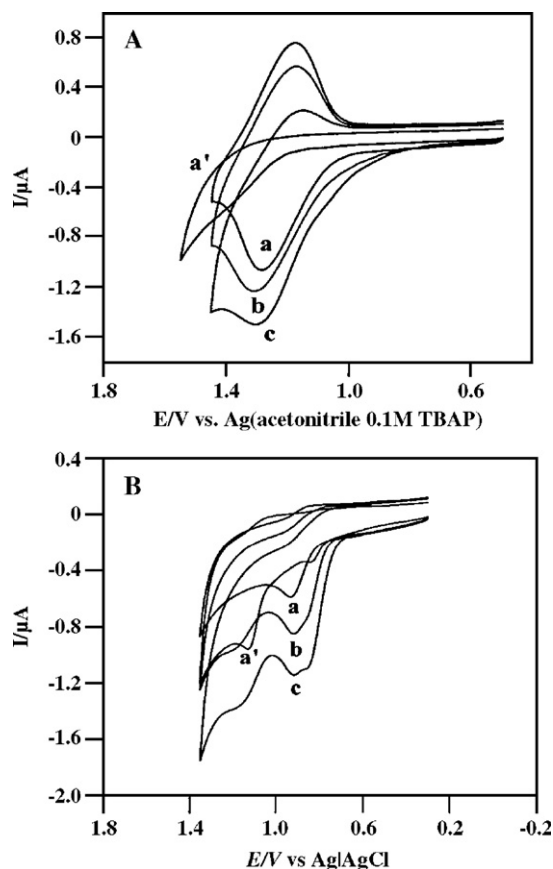 A
0.8
0.4
0
-0.4
-0.8
-1.2
-1.6
I/μA
a'
a
b
c
1.8 1.4 1.0 0.6
E/V vs. Ag(acetonitrile 0.1M TBAP)
B
0.4
0
-0.4
-0.8
-1.2
-1.6
-2.0
I/μA
a
a' b
c
1.8 1.4 1.0 0.6 0.2 -0.2
E/V vs Ag|AgCl